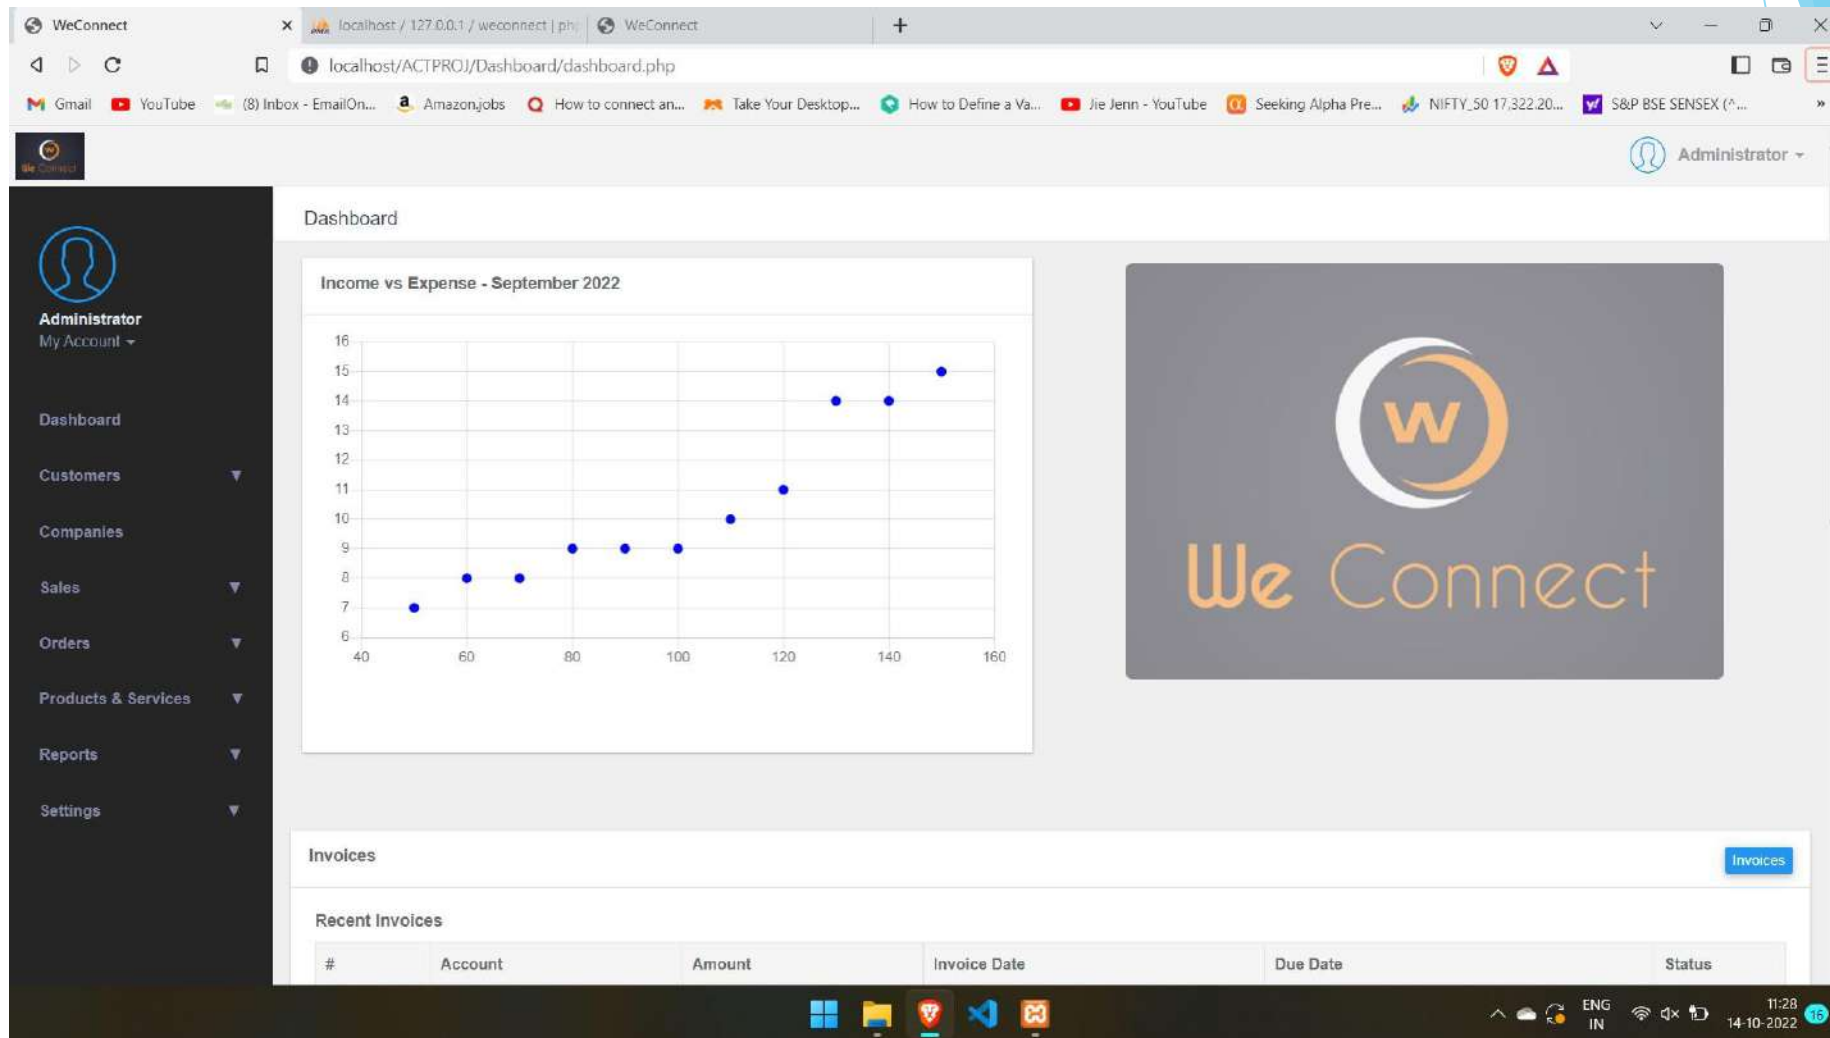 WeConnect
localhost / 127.0.0.1 / weconnect | ph
WeConnect
localhost/ACTPROJ/Dashboard/dashboard.php
Gmail YouTube (8) Inbox - EmailOn... Amazon.jobs How to connect an... Take Your Desktop... How to Define a Va... Jie Jenn - YouTube Seeking Alpha Pre... NIFTY_50 17,322.20... S&P BSE SENSEX (^... »
We Connect
Administrator
Dashboard
Administrator
My Account
Dashboard
Customers
Companies
Sales
Orders
Products & Services
Reports
Settings
Income vs Expense - September 2022
16
15
14
13
12
11
10
9
8
7
6
40 60 80 100 120 140 160
W
We Connect
Invoices
Invoices
Recent Invoices
# Account Amount Invoice Date Due Date Status
ENG
IN
11:28
14-10-2022
16